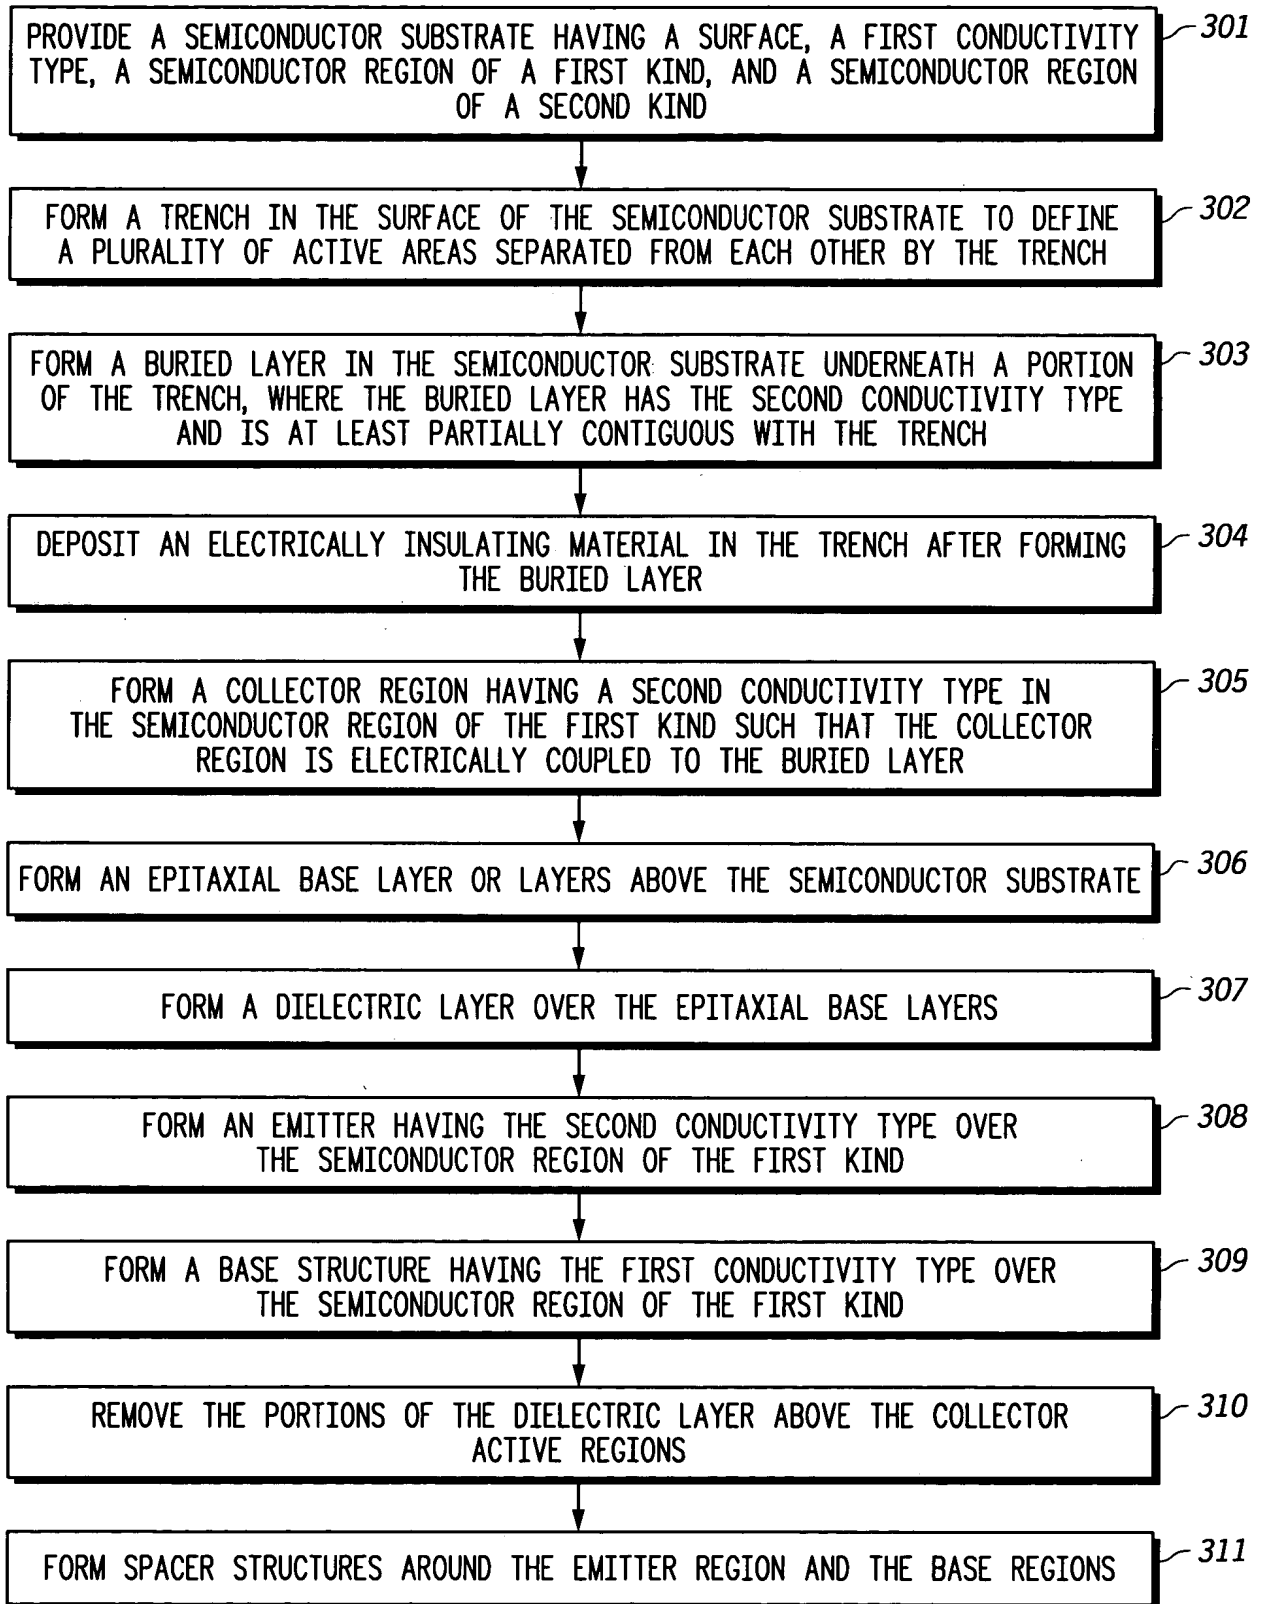 PROVIDE A SEMICONDUCTOR SUBSTRATE HAVING A SURFACE, A FIRST CONDUCTIVITY
TYPE, A SEMICONDUCTOR REGION OF A FIRST KIND, AND A SEMICONDUCTOR REGION
OF A SECOND KIND
301
FORM A TRENCH IN THE SURFACE OF THE SEMICONDUCTOR SUBSTRATE TO DEFINE
A PLURALITY OF ACTIVE AREAS SEPARATED FROM EACH OTHER BY THE TRENCH
302
FORM A BURIED LAYER IN THE SEMICONDUCTOR SUBSTRATE UNDERNEATH A PORTION
OF THE TRENCH, WHERE THE BURIED LAYER HAS THE SECOND CONDUCTIVITY TYPE
AND IS AT LEAST PARTIALLY CONTIGUOUS WITH THE TRENCH
303
DEPOSIT AN ELECTRICALLY INSULATING MATERIAL IN THE TRENCH AFTER FORMING
THE BURIED LAYER
304
FORM A COLLECTOR REGION HAVING A SECOND CONDUCTIVITY TYPE IN
THE SEMICONDUCTOR REGION OF THE FIRST KIND SUCH THAT THE COLLECTOR
REGION IS ELECTRICALLY COUPLED TO THE BURIED LAYER
305
FORM AN EPITAXIAL BASE LAYER OR LAYERS ABOVE THE SEMICONDUCTOR SUBSTRATE
306
FORM A DIELECTRIC LAYER OVER THE EPITAXIAL BASE LAYERS
307
FORM AN EMITTER HAVING THE SECOND CONDUCTIVITY TYPE OVER
THE SEMICONDUCTOR REGION OF THE FIRST KIND
308
FORM A BASE STRUCTURE HAVING THE FIRST CONDUCTIVITY TYPE OVER
THE SEMICONDUCTOR REGION OF THE FIRST KIND
309
REMOVE THE PORTIONS OF THE DIELECTRIC LAYER ABOVE THE COLLECTOR
ACTIVE REGIONS
310
FORM SPACER STRUCTURES AROUND THE EMITTER REGION AND THE BASE REGIONS
311